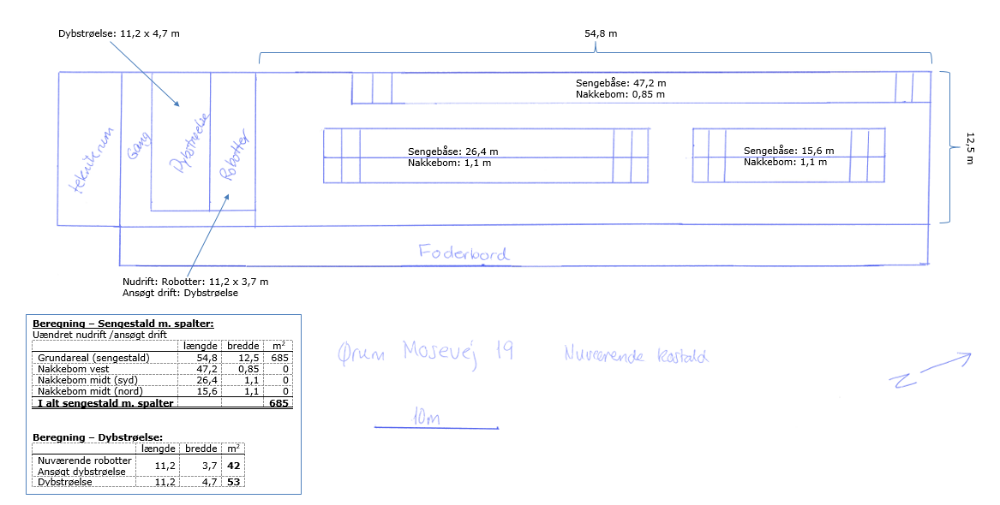 Dybstrøelse: 11,2 x 4,7 m
54,8 m
Sengebåse: 47,2 m
Nakkebom: 0,85 m
12,5 m
teknikrum
Gang
Dybstrøelse
Robotter
Sengebåse: 26,4 m
Nakkebom: 1,1 m
Sengebåse: 15,6 m
Nakkebom: 1,1 m
Foderbord
Nudrift: Robotter: 11,2 x 3,7 m
Ansøgt drift: Dybstrøelse
Beregning – Sengestald m. spalter:
Uændret nudrift /ansøgt drift
længde bredde m²
Grundareal (sengestald) 54,8 12,5 685
Nakkebom vest 47,2 0,85 0
Nakkebom midt (syd) 26,4 1,1 0
Nakkebom midt (nord) 15,6 1,1 0
I alt sengestald m. spalter 685
Beregning – Dybstrøelse:
længde bredde m²
Nuværende robotter
Ansøgt dybstrøelse 11,2 3,7 42
Dybstrøelse 11,2 4,7 53
Ørum Mosevej 19 Nuværende kostald
N
10m